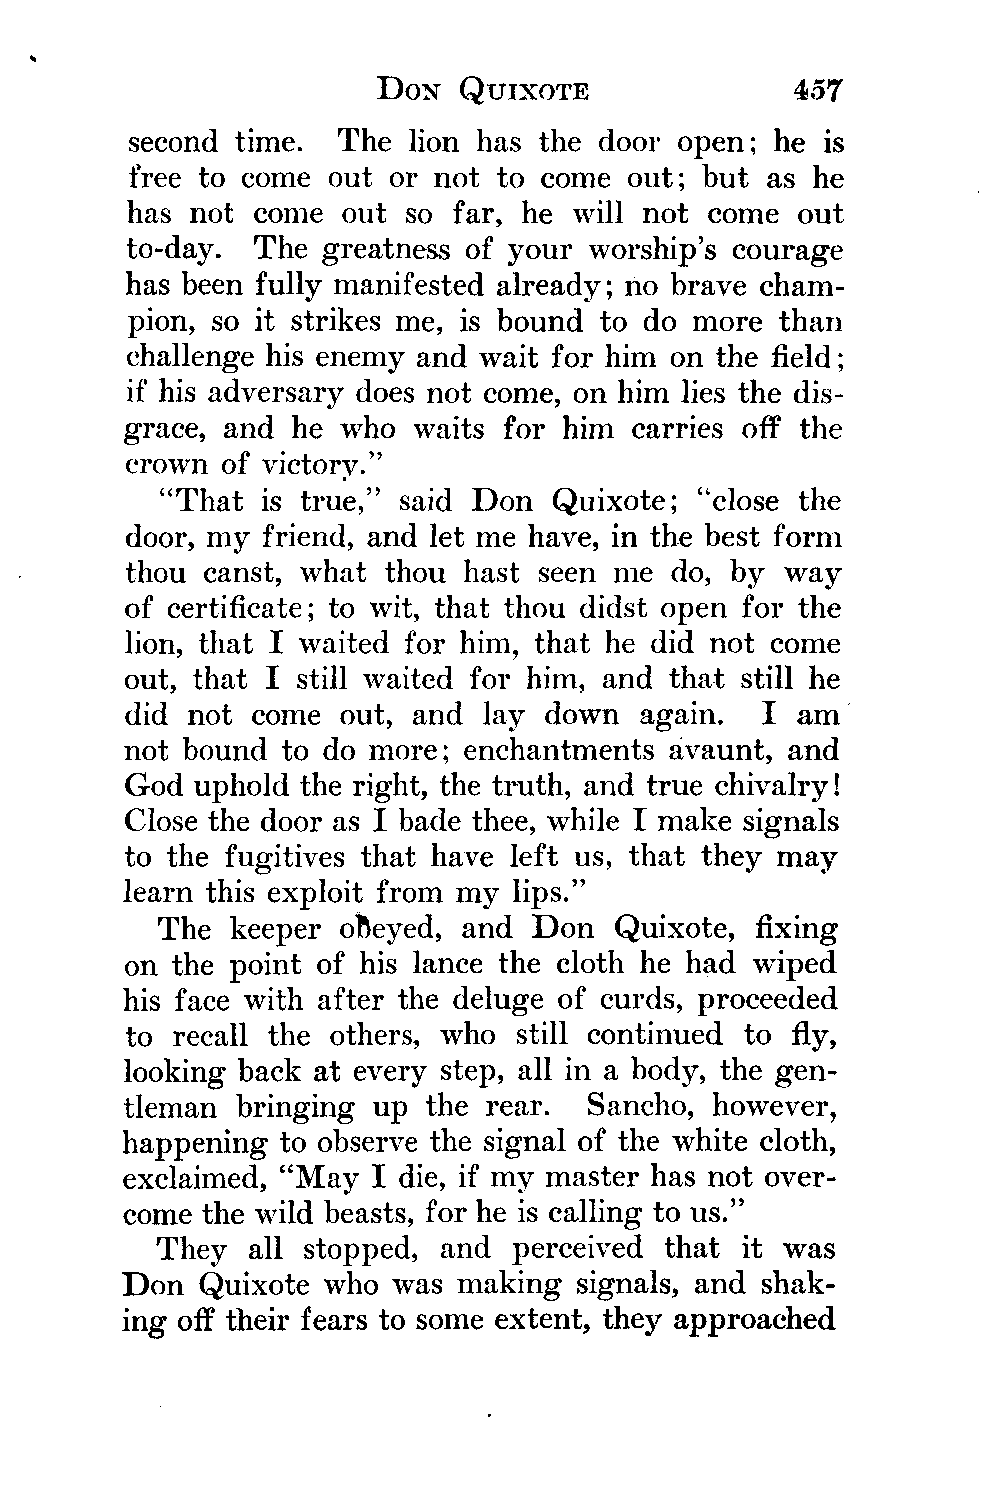 DON QUIXOTE 457
second time. The lion has the door open; he is
free to come out or not to come out; but as he
has not come out so far, he will not come out
to-day. The greatness of your worship's courage
has been fully manifested already; no brave cham-
pion, so it strikes me, is bound to do more than
challenge his enemy and wait for him on the field;
if his adversary does not come, on him lies the dis-
grace, and he who waits for him carries off the
crown of victory."
"That is true," said Don Quixote; "close the
door, my friend, and let me have, in the best form
thou canst, what thou hast seen me do, by way
of certificate; to wit, that thou didst open for the
lion, that I waited for him, that he did not come
out, that I still waited for him, and that still he
did not come out, and lay down again. I am
not bound to do more; enchantments avaunt, and
God uphold the right, the truth, and true chivalry!
Close the door as I bade thee, while I make signals
to the fugitives that have left us, that they may
learn this exploit from my lips."
The keeper obeyed, and Don Quixote, fixing
on the point of his lance the cloth he had wiped
his face with after the deluge of curds, proceeded
to recall the others, who still continued to fly,
looking back at every step, all in a body, the gen-
tleman bringing up the rear. Sancho, however,
happening to observe the signal of the white cloth,
exclaimed, "May I die, if my master has not over-
come the wild beasts, for he is calling to us."
They all stopped, and perceived that it was
Don Quixote who was making signals, and shak-
ing off their fears to some extent, they approached